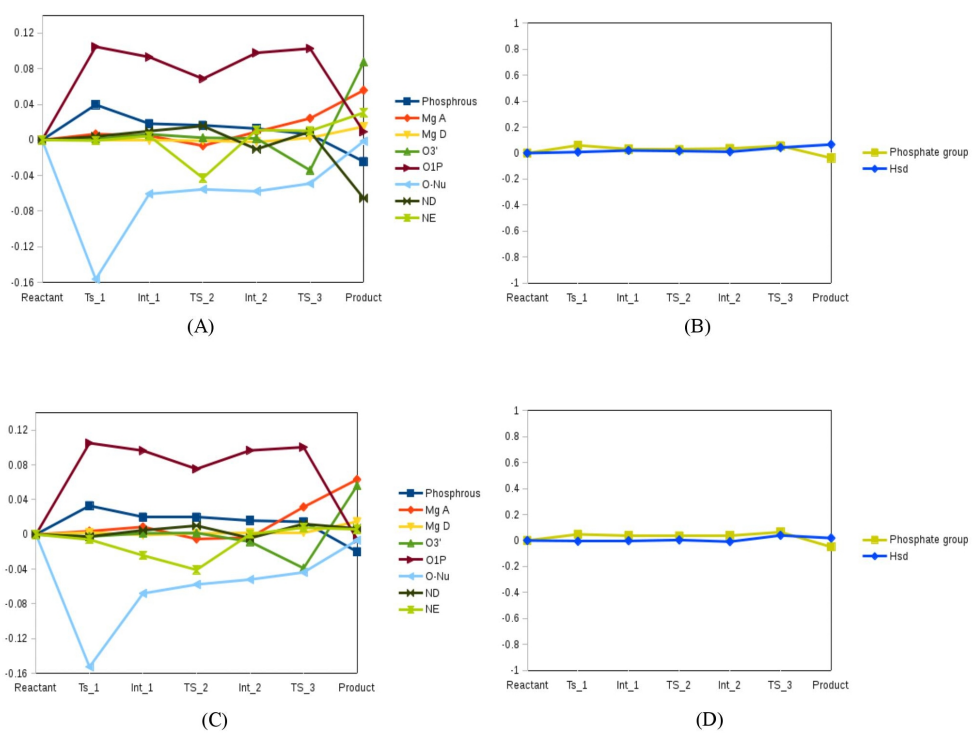 0.12
0.08
0.04
0
-0.04
-0.08
-0.12
-0.16
Reactant Ts_1 Int_1 TS_2 Int_2 TS_3 Product
Phosphrous
Mg A
Mg D
O3'
O1P
O-Nu
ND
NE
(A)
1
0.8
0.6
0.4
0.2
0
-0.2
-0.4
-0.6
-0.8
-1
Reactant Ts_1 Int_1 TS_2 Int_2 TS_3 Product
Phosphate group
Hsd
(B)
0.12
0.08
0.04
0
-0.04
-0.08
-0.12
-0.16
Reactant Ts_1 Int_1 TS_2 Int_2 TS_3 Product
Phosphrous
Mg A
Mg D
O3'
O1P
O-Nu
ND
NE
(C)
1
0.8
0.6
0.4
0.2
0
-0.2
-0.4
-0.6
-0.8
-1
Reactant Ts_1 Int_1 TS_2 Int_2 TS_3 Product
Phosphate group
Hsd
(D)